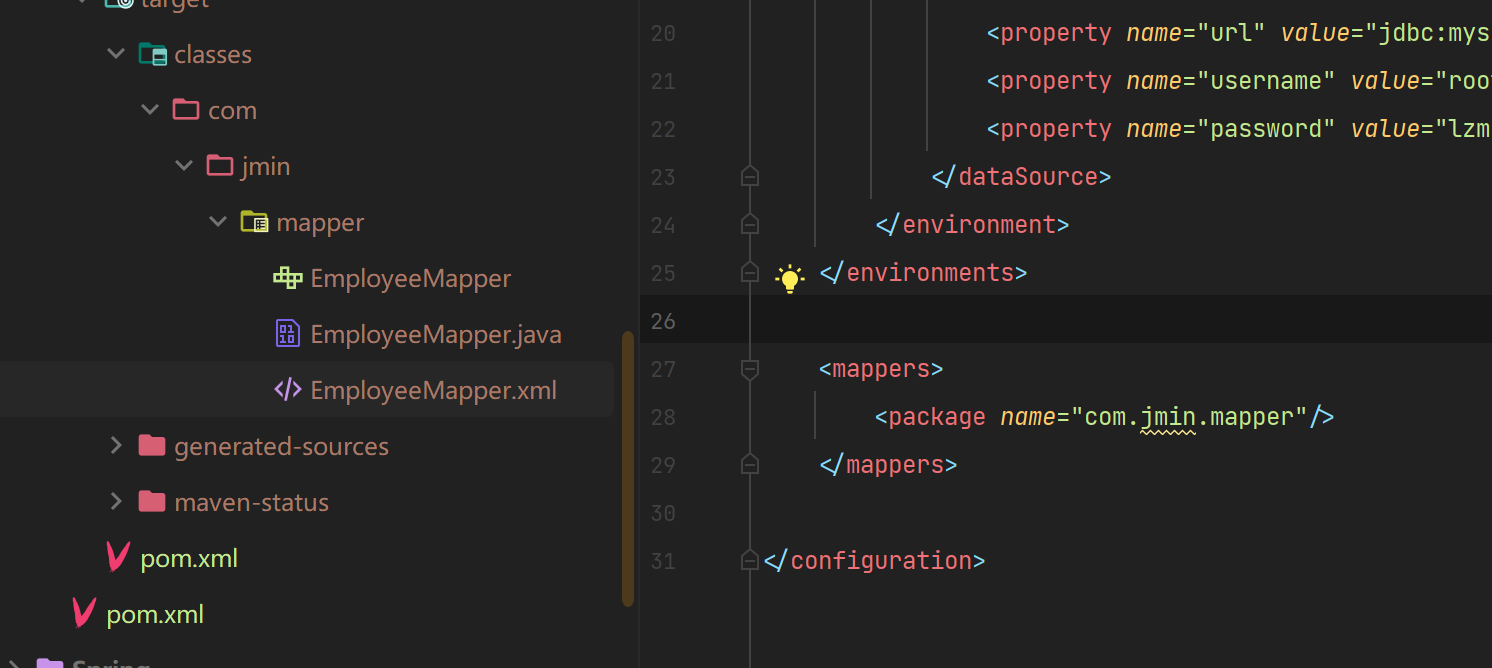 target
classes
com
jmin
mapper
EmployeeMapper
EmployeeMapper.java
EmployeeMapper.xml
generated-sources
maven-status
pom.xml
pom.xml
Spring
20 <property name="url" value="jdbc:mys
21 <property name="username" value="roo
22 <property name="password" value="lzm
23 </dataSource>
24 </environment>
25 </environments>
26
27 <mappers>
28 <package name="com.jmin.mapper"/>
29 </mappers>
30
31 </configuration>